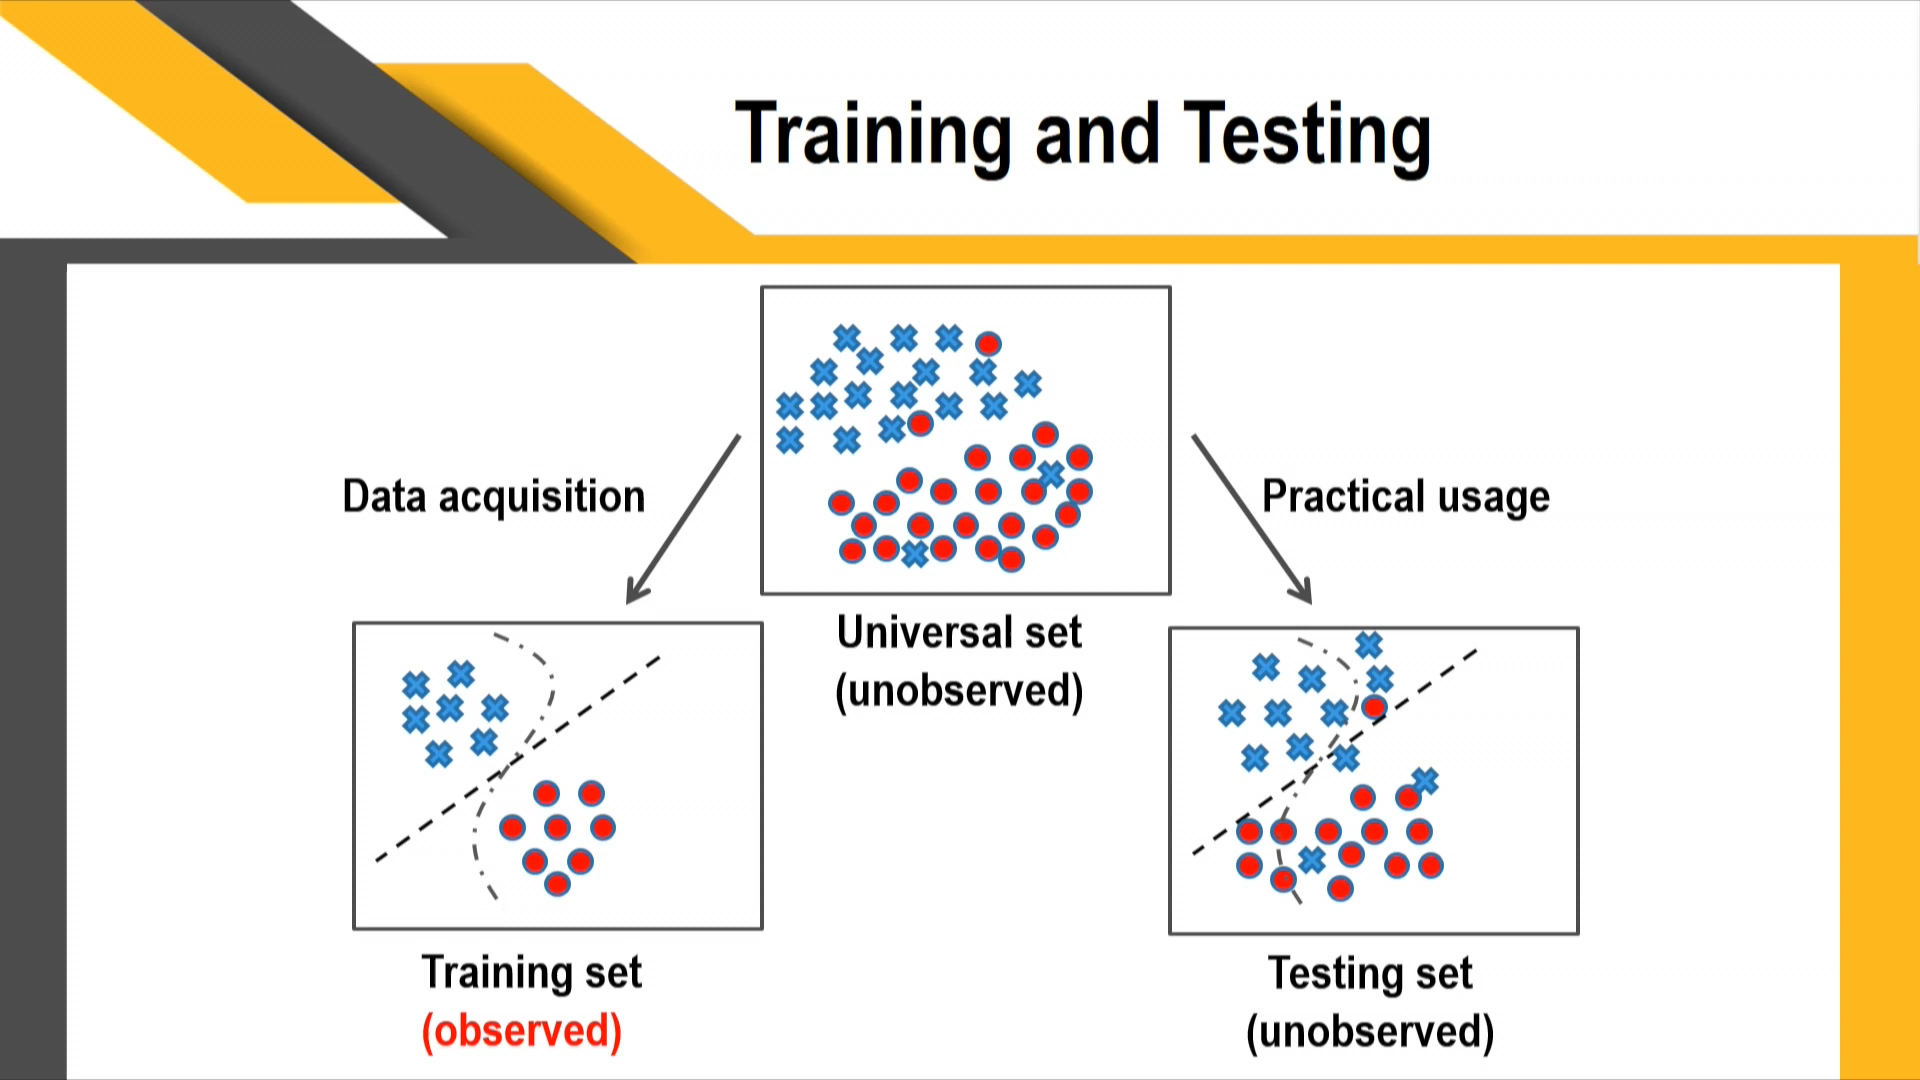 Training and Testing
Data acquisition
Practical usage
Universal set
(unobserved)
Training set
(observed)
Testing set
(unobserved)